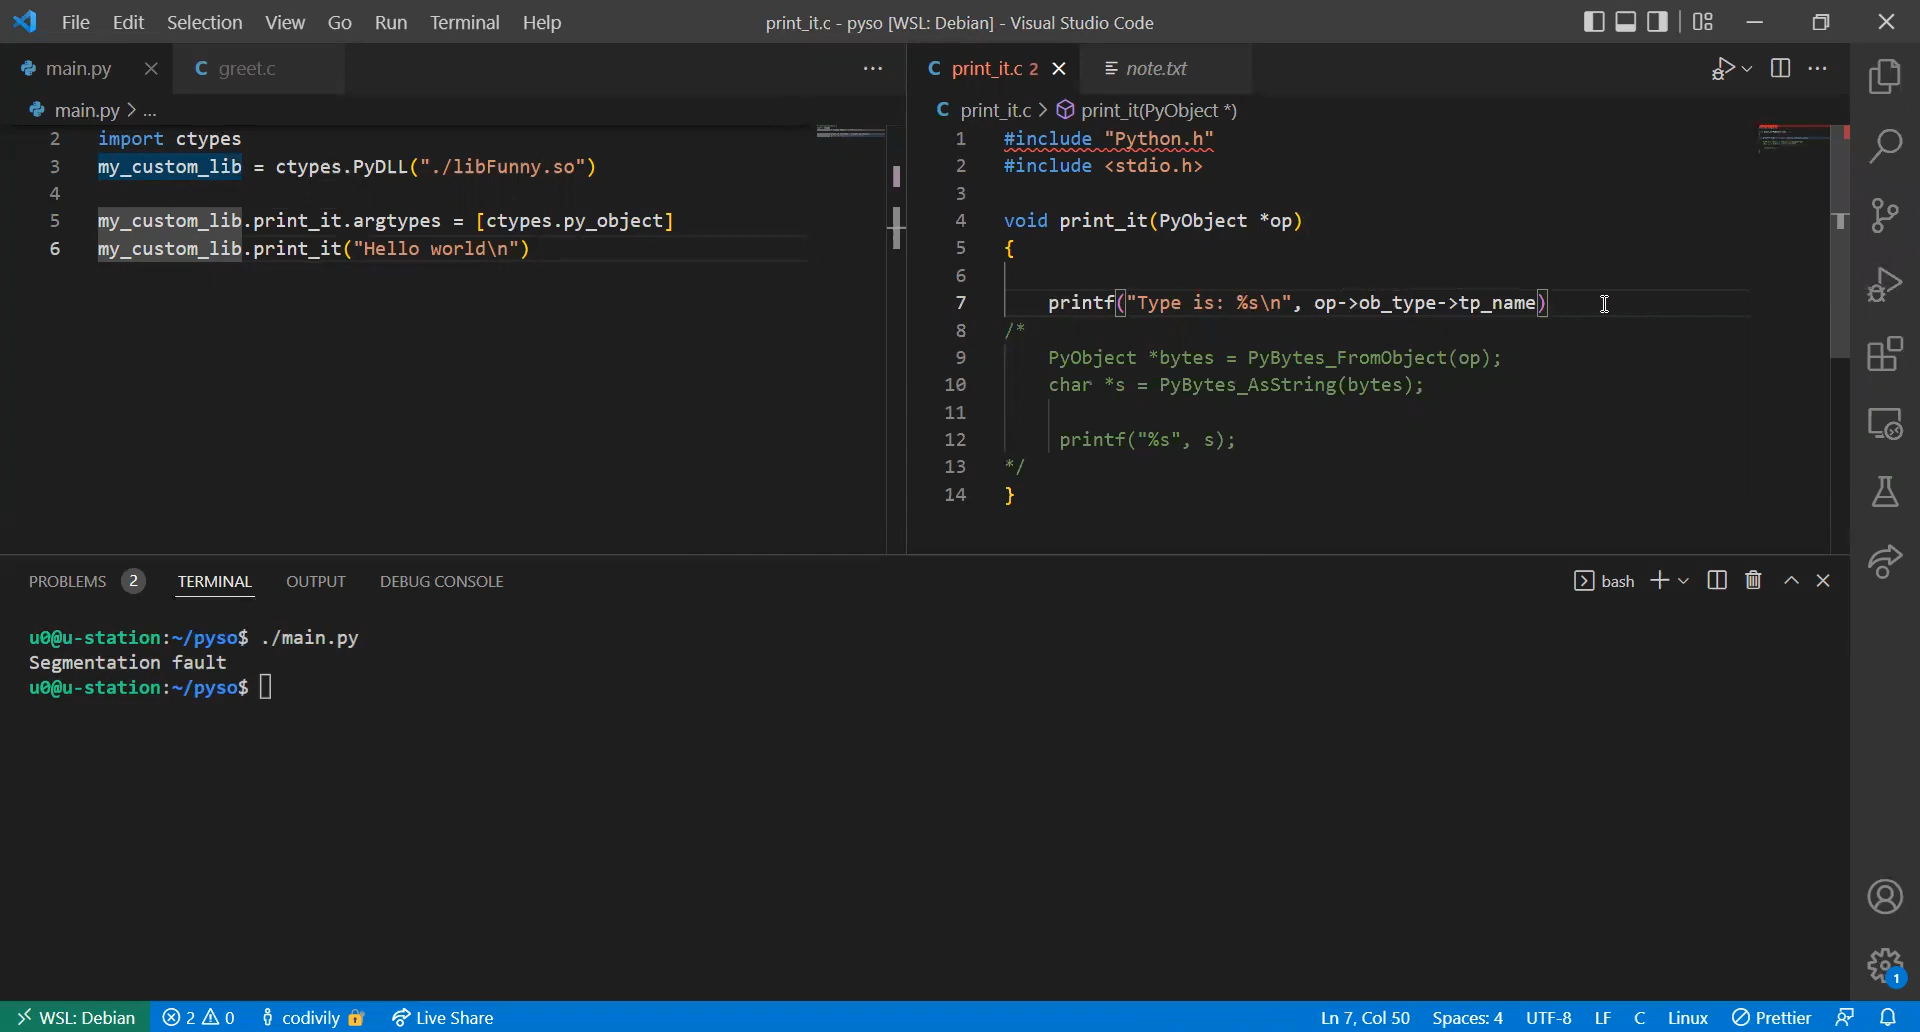 File Edit Selection View Go Run Terminal Help print_it.c - pyso [WSL: Debian] - Visual Studio Code
main.py greet.c
main.py > ...
2 import ctypes
3 my_custom_lib = ctypes.PyDLL("./libFunny.so")
4
5 my_custom_lib.print_it.argtypes = [ctypes.py_object]
6 my_custom_lib.print_it("Hello world\n")
print_it.c 2 note.txt
print_it.c > print_it(PyObject *)
1 #include "Python.h"
2 #include <stdio.h>
3
4 void print_it(PyObject *op)
5 {
6
7 printf("Type is: %s\n", op->ob_type->tp_name)
8 /*
9 PyObject *bytes = PyBytes_FromObject(op);
10 char *s = PyBytes_AsString(bytes);
11
12 printf("%s", s);
13 */
14 }
PROBLEMS 2 TERMINAL OUTPUT DEBUG CONSOLE bash
u0@u-station:~/pyso$ ./main.py
Segmentation fault
u0@u-station:~/pyso$
1
WSL: Debian 2 0 codivily Live Share Ln 7, Col 50 Spaces: 4 UTF-8 LF C Linux Prettier